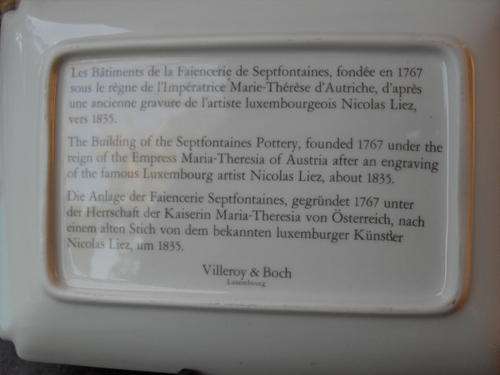 Les Bâtiments de la Faiencerie de Septfontaines, fondée en 1767
sous le règne de l'Impératrice Marie-Thérèse d'Autriche, d'après
une ancienne gravure de l'artiste luxembourgeois Nicolas Liez,
vers 1835.
The Building of the Septfontaines Pottery, founded 1767 under the
reign of the Empress Maria-Theresia of Austria after an engraving
of the famous Luxembourg artist Nicolas Liez, about 1835.
Die Anlage der Faiencerie Septfontaines, gegründet 1767 unter
der Herrschaft der Kaiserin Maria-Theresia von Österreich, nach
einem alten Stich von dem bekannten luxemburger Künstler
Nicolas Liez, um 1835.
Villeroy & Boch
Luxembourg